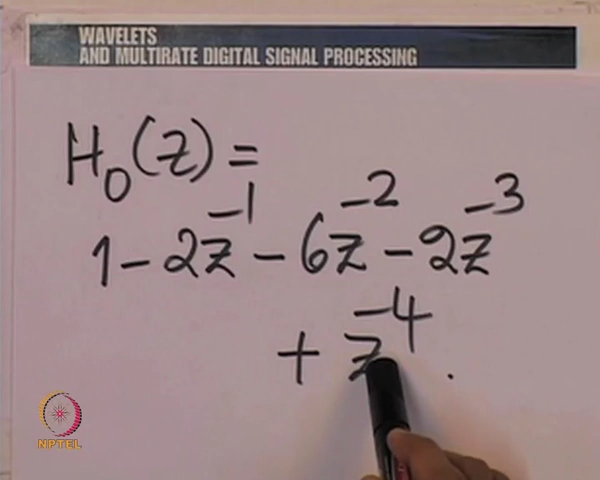 WAVELETS
AND MULTIRATE DIGITAL SIGNAL PROCESSING
H₀(Z) =
1 - 2z⁻¹ - 6z⁻² - 2z⁻³
+ z⁻⁴.
NPTEL